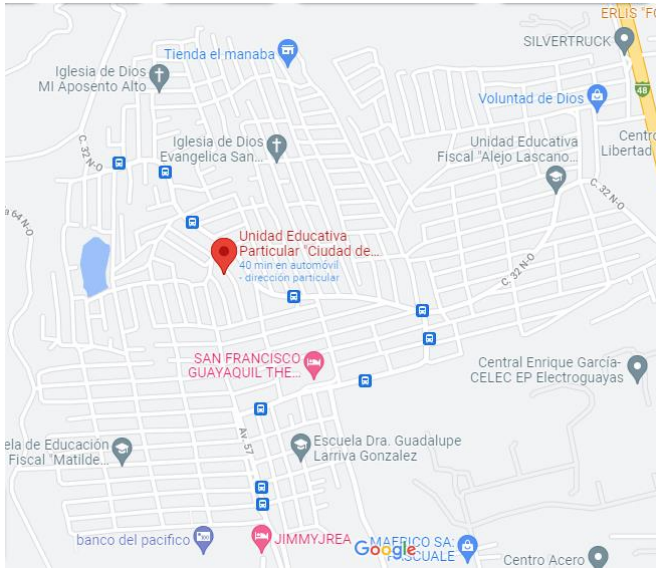 ERLIS "FO
SILVERTRUCK
Tienda el manaba
Iglesia de Dios
MI Aposento Alto
48
Voluntad de Dios
C. 32 N-O
Iglesia de Dios
Evangelica San...
Unidad Educativa
Fiscal "Alejo Lascano...
Centro
Libertad
C. 32 N-O
64 N-O
Unidad Educativa
Particular "Ciudad de...
40 min en automóvil
- dirección particular
C. 32 N-O
SAN FRANCISCO
GUAYAQUIL THE...
Central Enrique García-
CELEC EP Electroguayas
Av. 57
ela de Educación
Fiscal "Matilde...
Escuela Dra. Guadalupe
Larriva Gonzalez
banco del pacifico
JIMMYJREA
MAFRICO SA:
PASCUALE
Google
Centro Acero